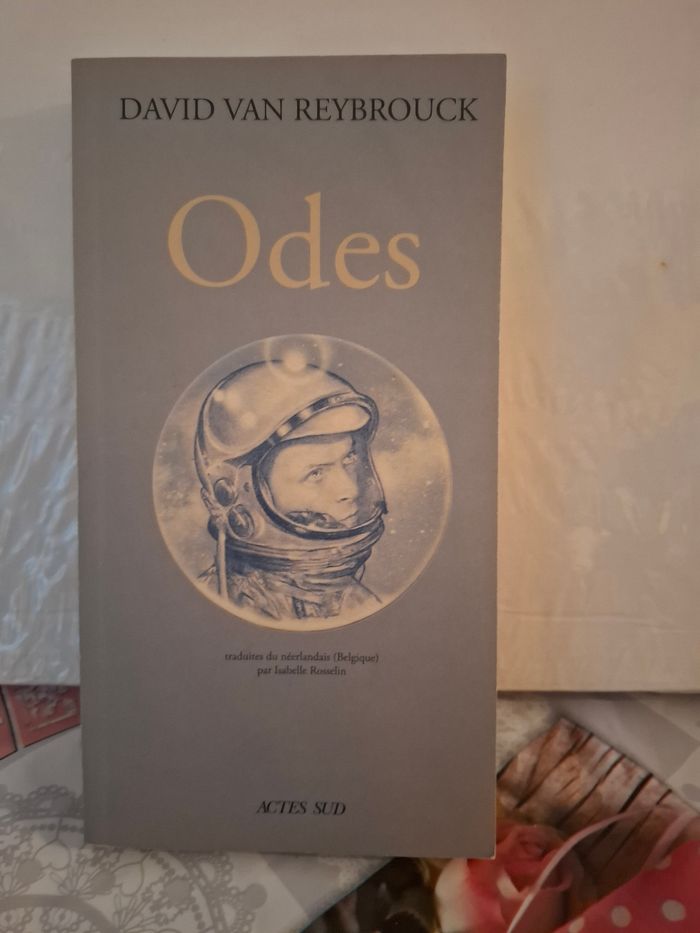 DAVID VAN REYBROUCK
Odes
traduites du néerlandais (Belgique)
par Isabelle Rosselin
ACTES SUD